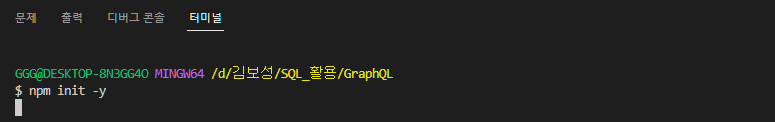 문제 출력 디버그 콘솔 터미널
GGG@DESKTOP-8N3GG4O MINGW64 /d/김보성/SQL_활용/GraphQL
$ npm init -y